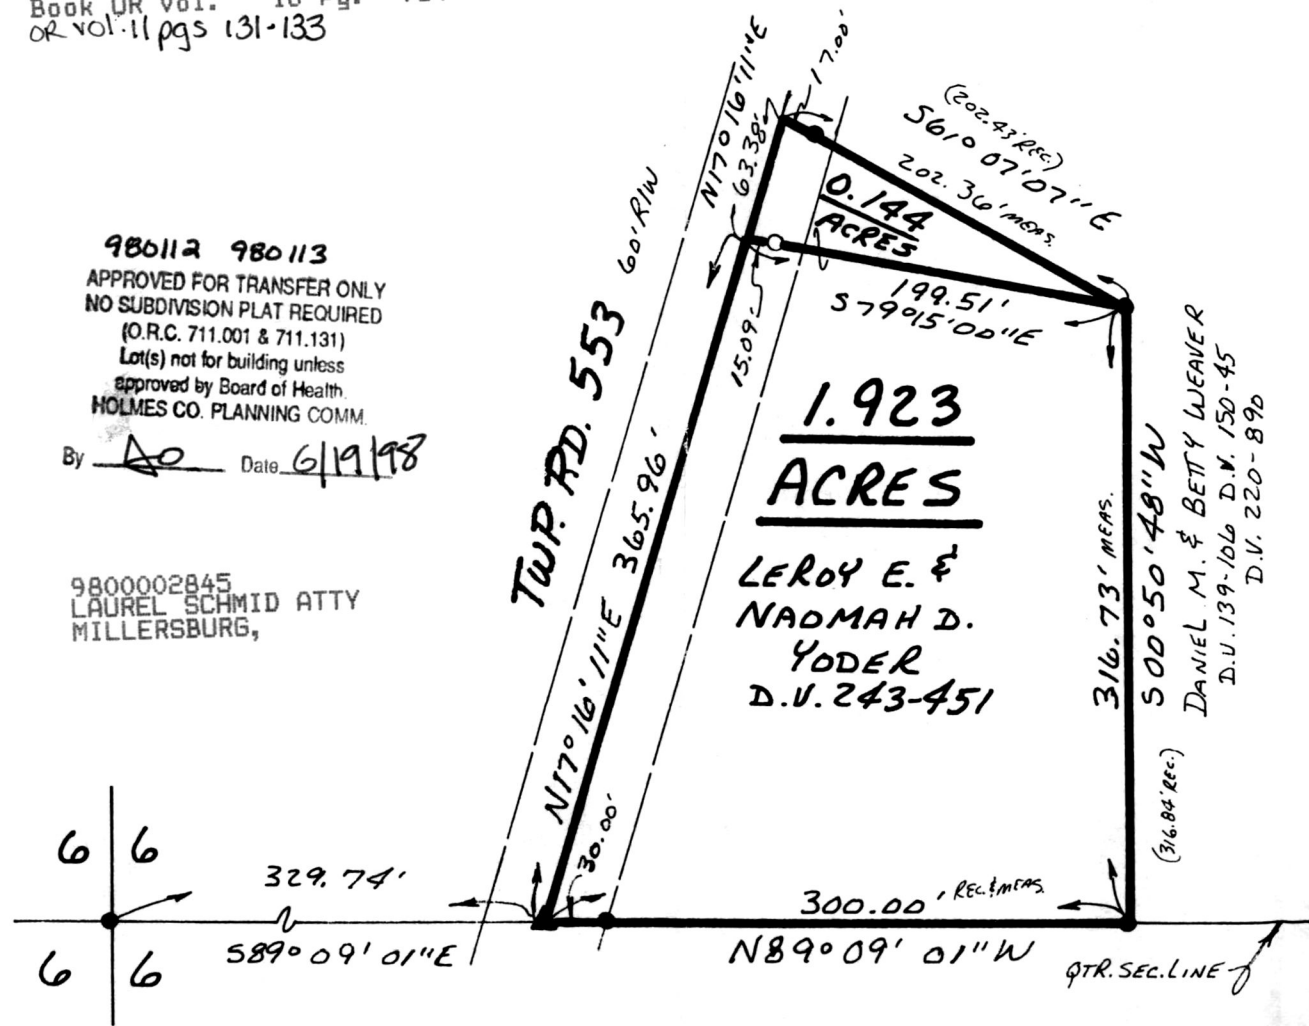 Book OR Vol.
OR vol. 11 pgs 131-133
980112 980113
APPROVED FOR TRANSFER ONLY
NO SUBDIVISION PLAT REQUIRED
(O.R.C. 711.001 & 711.131)
Lot(s) not for building unless
approved by Board of Health.
HOLMES CO. PLANNING COMM.
By Date 6/19/98
9800002845
LAUREL SCHMID ATTY
MILLERSBURG,
TWP. RD. 553 60' R/W
N17°16'11"E
63.38'
17.00'
(202.43' REC.)
S61°07'07"E
202.36' MEAS.
0.144
ACRES
199.51'
S79°15'00"E
15.09'
N17°16'11"E 365.96'
1.923
ACRES
LEROY E. &
NAOMAH D.
YODER
D.V. 243-451
316.73' MEAS.
S00°50'48"W
(316.84' REC.)
DANIEL M. & BETTY WEAVER
D.V. 139-106 D.V. 150-45
D.V. 220-890
30.00'
6 6
6 6
329.74'
S89°09'01"E
300.00' REC. & MEAS.
N89°09'01"W
QTR. SEC. LINE